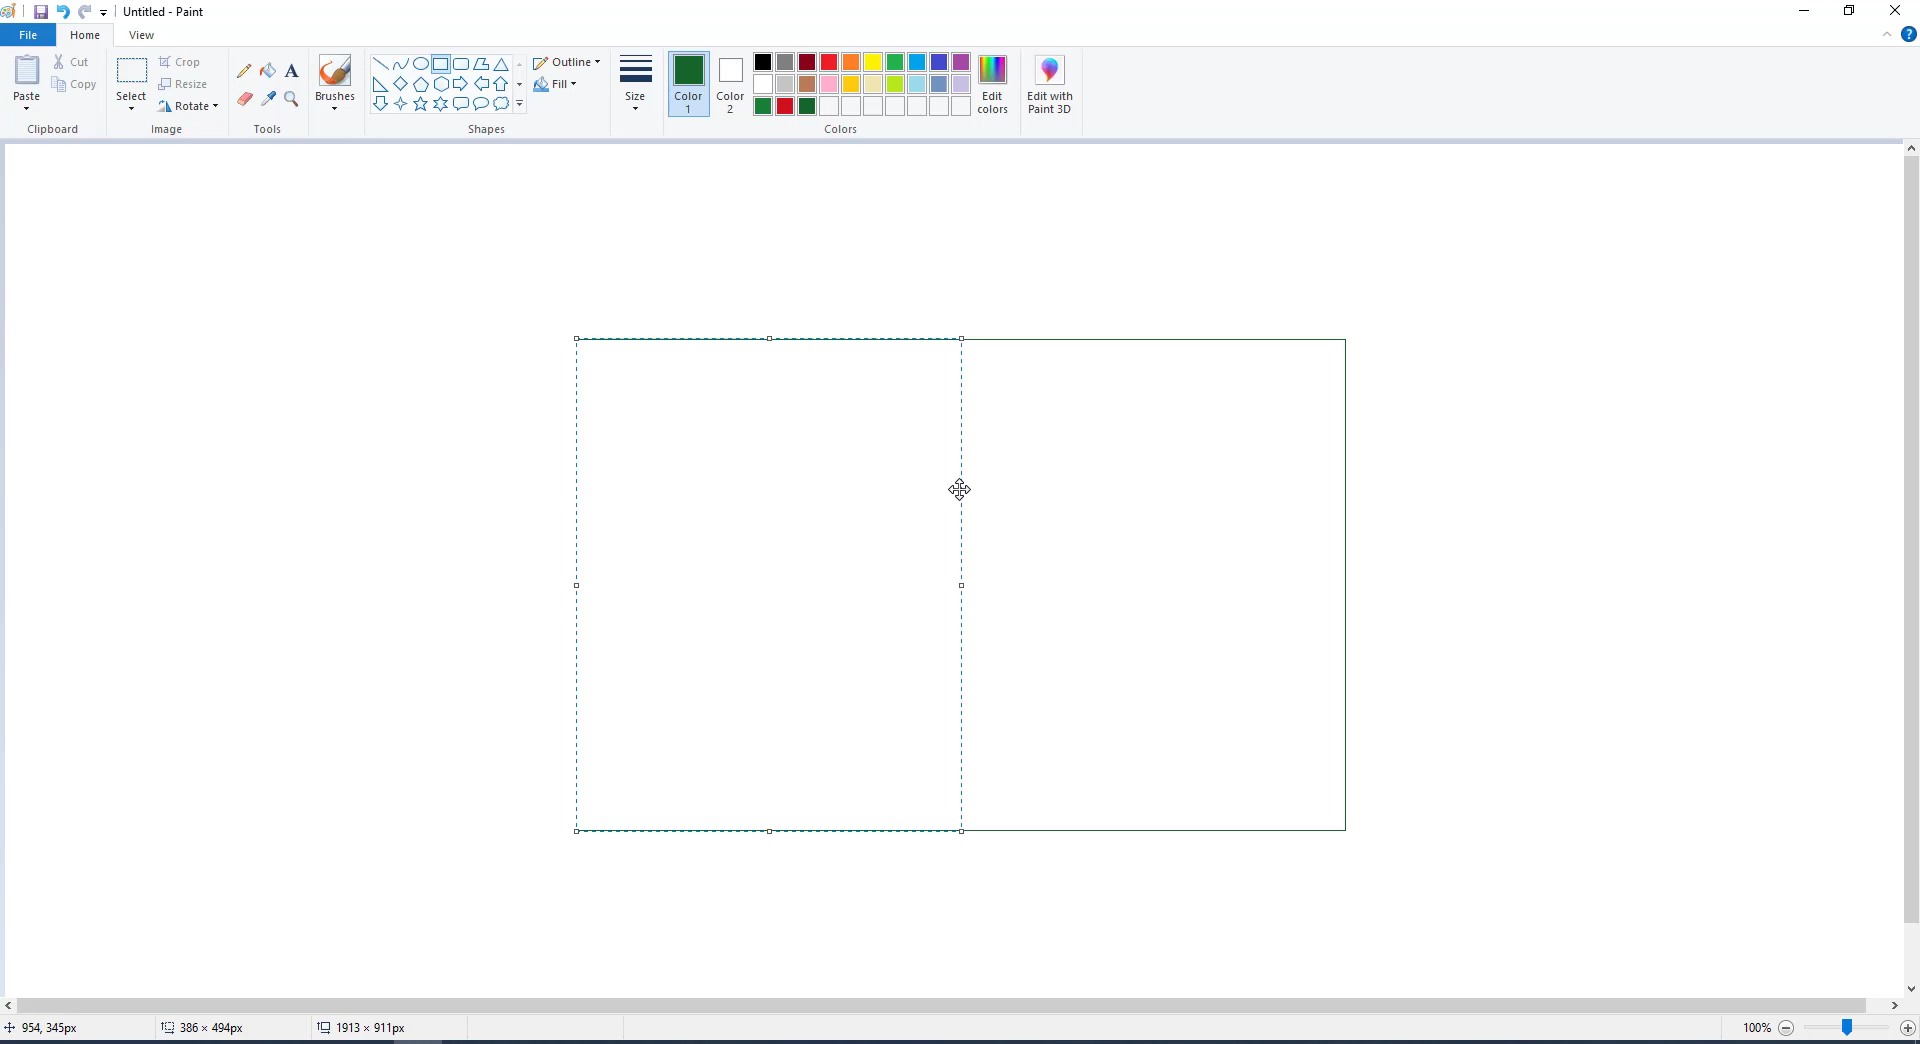 Untitled - Paint
File Home View
Paste
Cut
Copy
Clipboard
Select
Crop
Resize
Rotate
Image
Tools
Brushes
Shapes
Outline
Fill
Size
Color
1
Color
2
Colors
Edit
colors
Edit with
Paint 3D
954, 345px
386 × 494px
1913 × 911px
100%